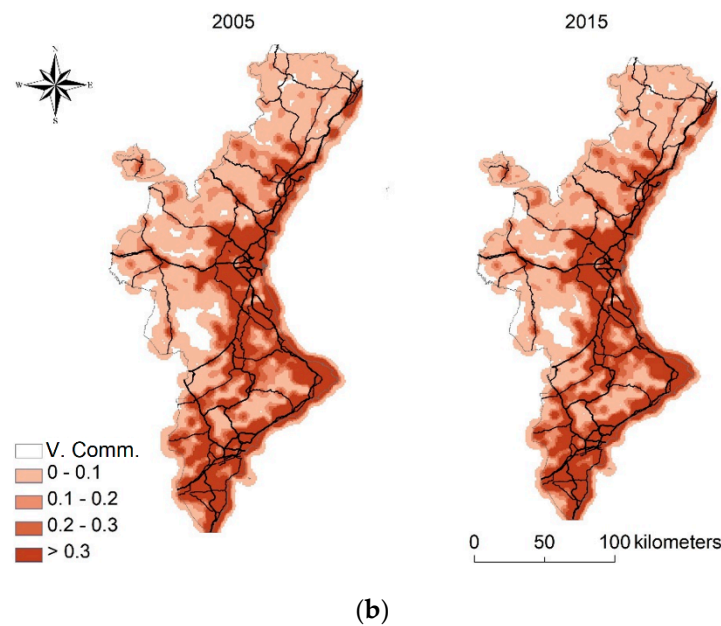 2005
2015
N
W E
S
V. Comm.
0 - 0.1
0.1 - 0.2
0.2 - 0.3
> 0.3
0 50 100 kilometers
(b)